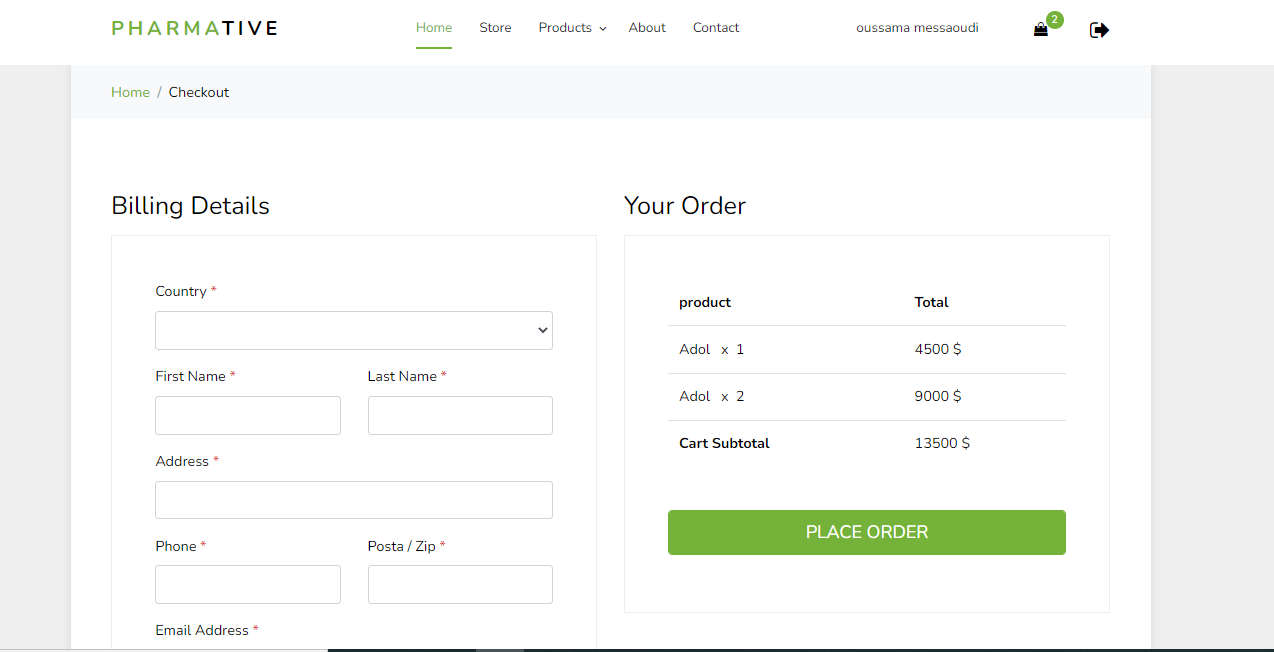 PHARMATIVE
Home Store Products About Contact
oussama messaoudi
2
Home / Checkout
Billing Details
Country *
First Name * Last Name *
Address *
Phone * Posta / Zip *
Email Address *
Your Order
product Total
Adol x 1 4500 $
Adol x 2 9000 $
Cart Subtotal 13500 $
PLACE ORDER